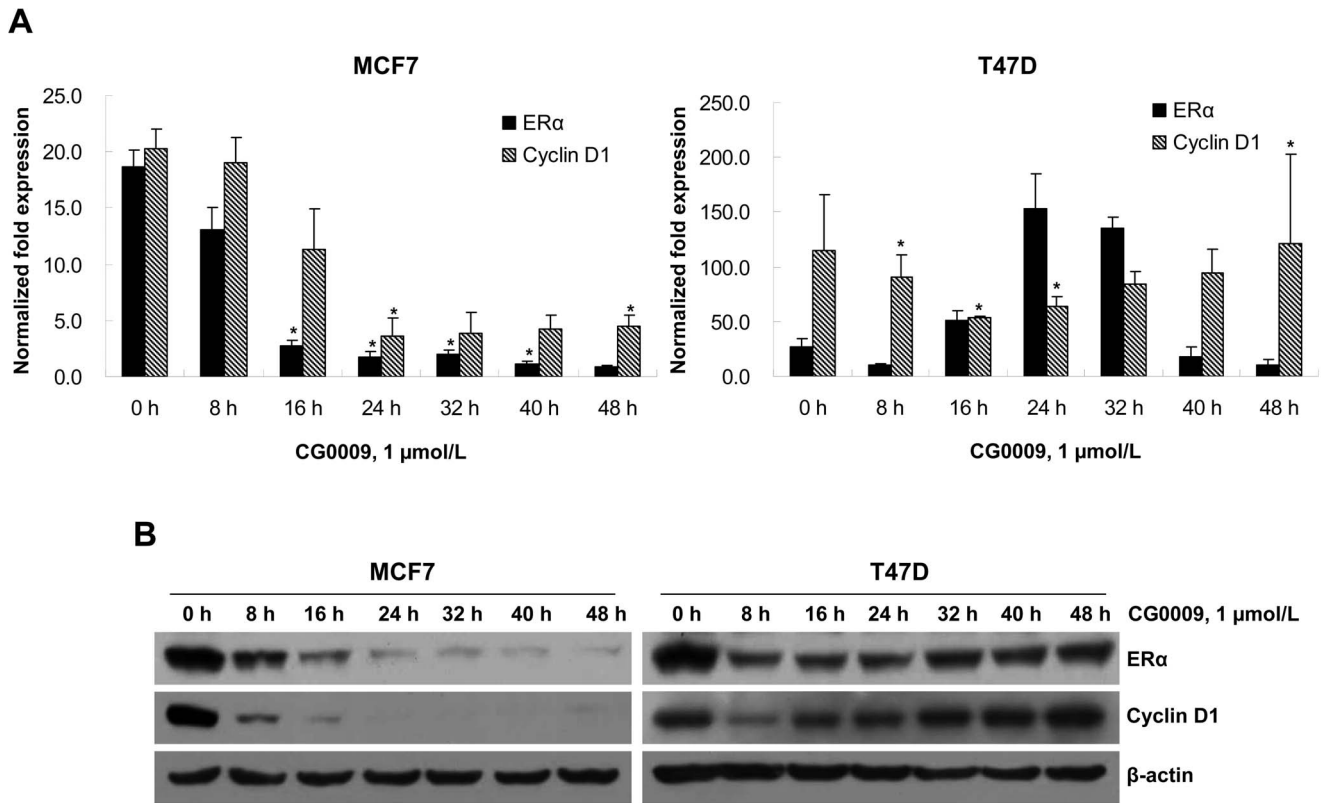 A
MCF7
T47D
Normalized fold expression
25.0
20.0
15.0
10.0
5.0
0.0
ERα
Cyclin D1
* * * * * *
0 h 8 h 16 h 24 h 32 h 40 h 48 h
CG0009, 1 µmol/L
Normalized fold expression
250.0
200.0
150.0
100.0
50.0
0.0
ERα
Cyclin D1
* * * *
0 h 8 h 16 h 24 h 32 h 40 h 48 h
CG0009, 1 µmol/L
B
MCF7 T47D
0 h 8 h 16 h 24 h 32 h 40 h 48 h 0 h 8 h 16 h 24 h 32 h 40 h 48 h CG0009, 1 µmol/L
ERα
Cyclin D1
β-actin